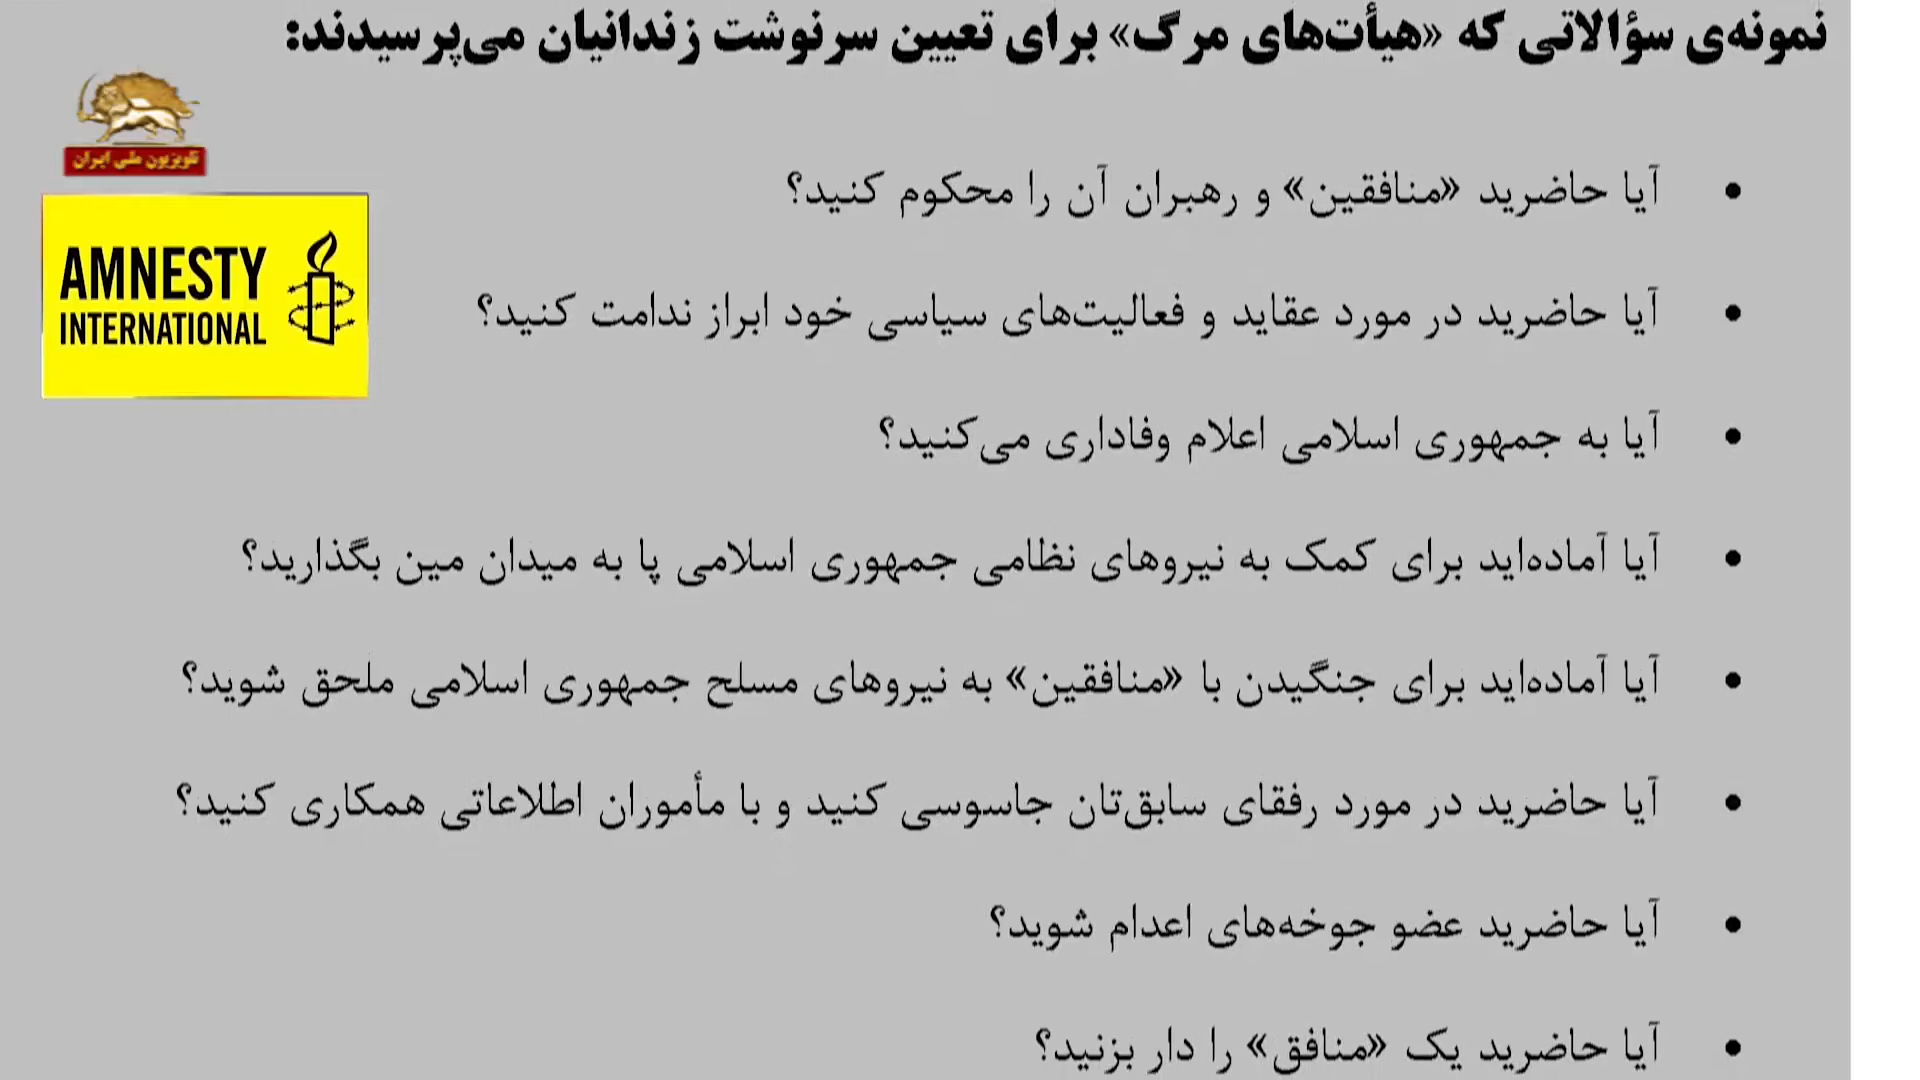 نمونه‌ی سؤالاتی که «هیأت‌های مرگ» برای تعیین سرنوشت زندانیان می‌پرسیدند:
تلویزیون ملی ایران
AMNESTY
INTERNATIONAL
• آیا حاضرید «منافقین» و رهبران آن را محکوم کنید؟
• آیا حاضرید در مورد عقاید و فعالیت‌های سیاسی خود ابراز ندامت کنید؟
• آیا به جمهوری اسلامی اعلام وفاداری می‌کنید؟
• آیا آماده‌اید برای کمک به نیروهای نظامی جمهوری اسلامی پا به میدان مین بگذارید؟
• آیا آماده‌اید برای جنگیدن با «منافقین» به نیروهای مسلح جمهوری اسلامی ملحق شوید؟
• آیا حاضرید در مورد رفقای سابق‌تان جاسوسی کنید و با مأموران اطلاعاتی همکاری کنید؟
• آیا حاضرید عضو جوخه‌های اعدام شوید؟
• آیا حاضرید یک «منافق» را دار بزنید؟